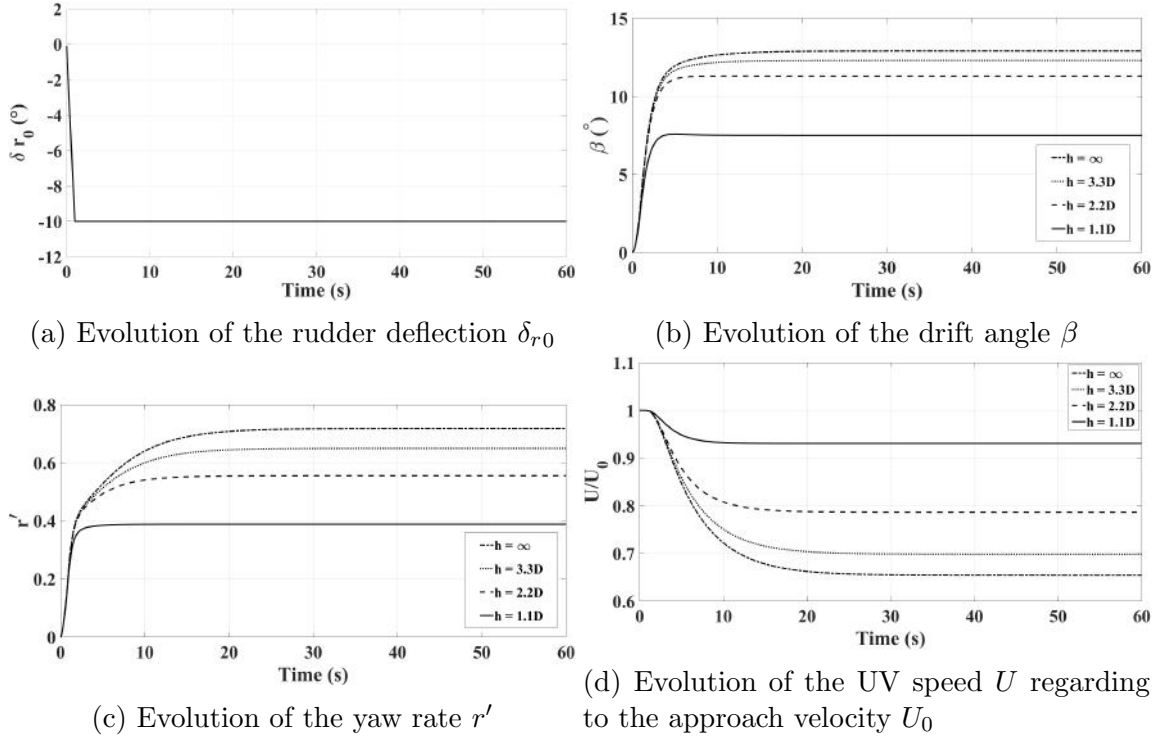 2
0
-2
-4
-6
-8
-10
-12
δ r₀ (°)
0 10 20 30 40 50 60
Time (s)
(a) Evolution of the rudder deflection δr0
15
10
5
0
β (°)
h = ∞
h = 3.3D
h = 2.2D
h = 1.1D
0 10 20 30 40 50 60
Time (s)
(b) Evolution of the drift angle β
0.8
0.6
0.4
0.2
0
r'
h = ∞
h = 3.3D
h = 2.2D
h = 1.1D
0 10 20 30 40 50 60
Time (s)
(c) Evolution of the yaw rate r′
1.1
1
0.9
0.8
0.7
0.6
U/U₀
h = ∞
h = 3.3D
h = 2.2D
h = 1.1D
0 10 20 30 40 50 60
Time (s)
(d) Evolution of the UV speed U regarding
to the approach velocity U₀